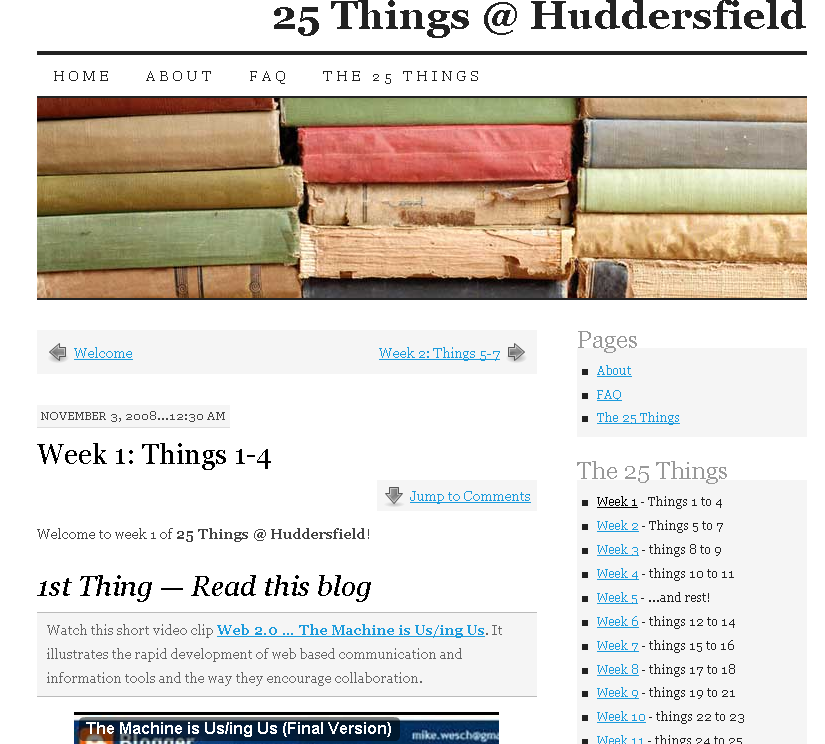 25 Things @ Huddersfield
HOME ABOUT FAQ THE 25 THINGS
Welcome
Week 2: Things 5-7
NOVEMBER 3, 2008...12:30 AM
Week 1: Things 1-4
Jump to Comments
Welcome to week 1 of 25 Things @ Huddersfield!
1st Thing — Read this blog
Watch this short video clip Web 2.0 ... The Machine is Us/ing Us. It
illustrates the rapid development of web based communication and
information tools and the way they encourage collaboration.
The Machine is Us/ing Us (Final Version)
Blogger
mike.wesch@gma
Pages
About
FAQ
The 25 Things
The 25 Things
Week 1 - Things 1 to 4
Week 2 - Things 5 to 7
Week 3 - things 8 to 9
Week 4 - things 10 to 11
Week 5 - ...and rest!
Week 6 - things 12 to 14
Week 7 - things 15 to 16
Week 8 - things 17 to 18
Week 9 - things 19 to 21
Week 10 - things 22 to 23
Week 11 - things 24 to 25